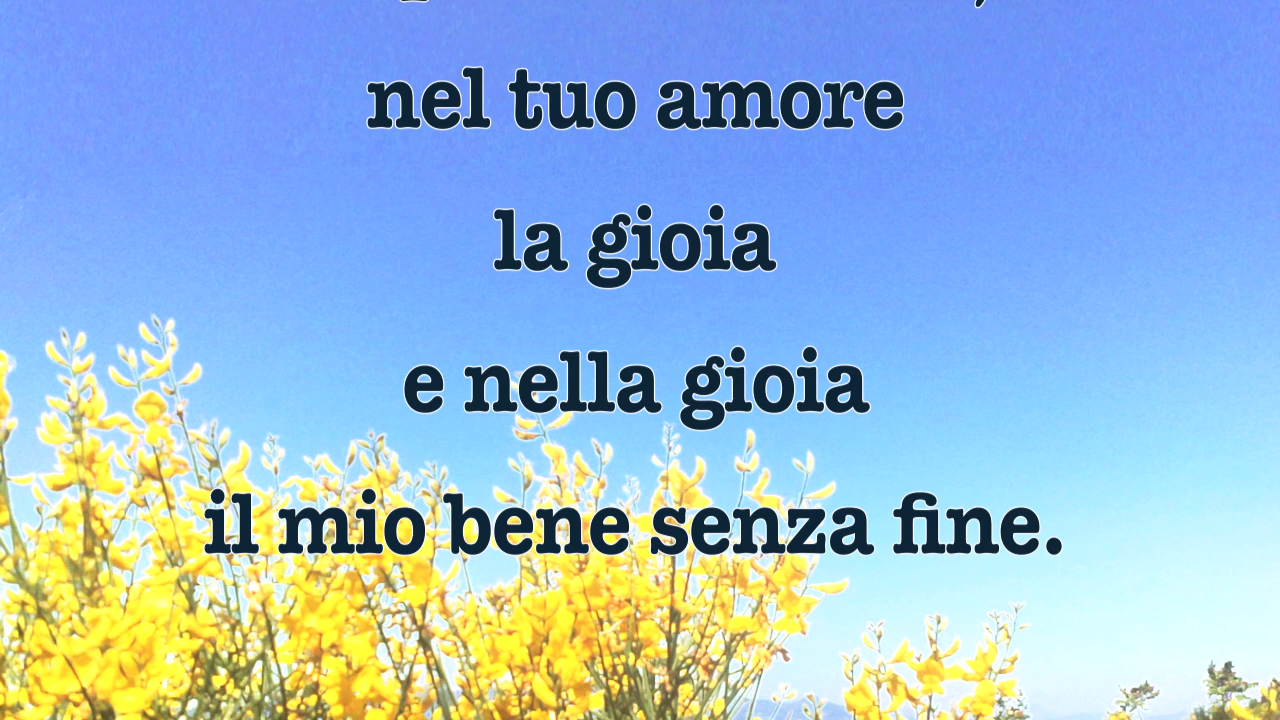 nel tuo amore
la gioia
e nella gioia
il mio bene senza fine.